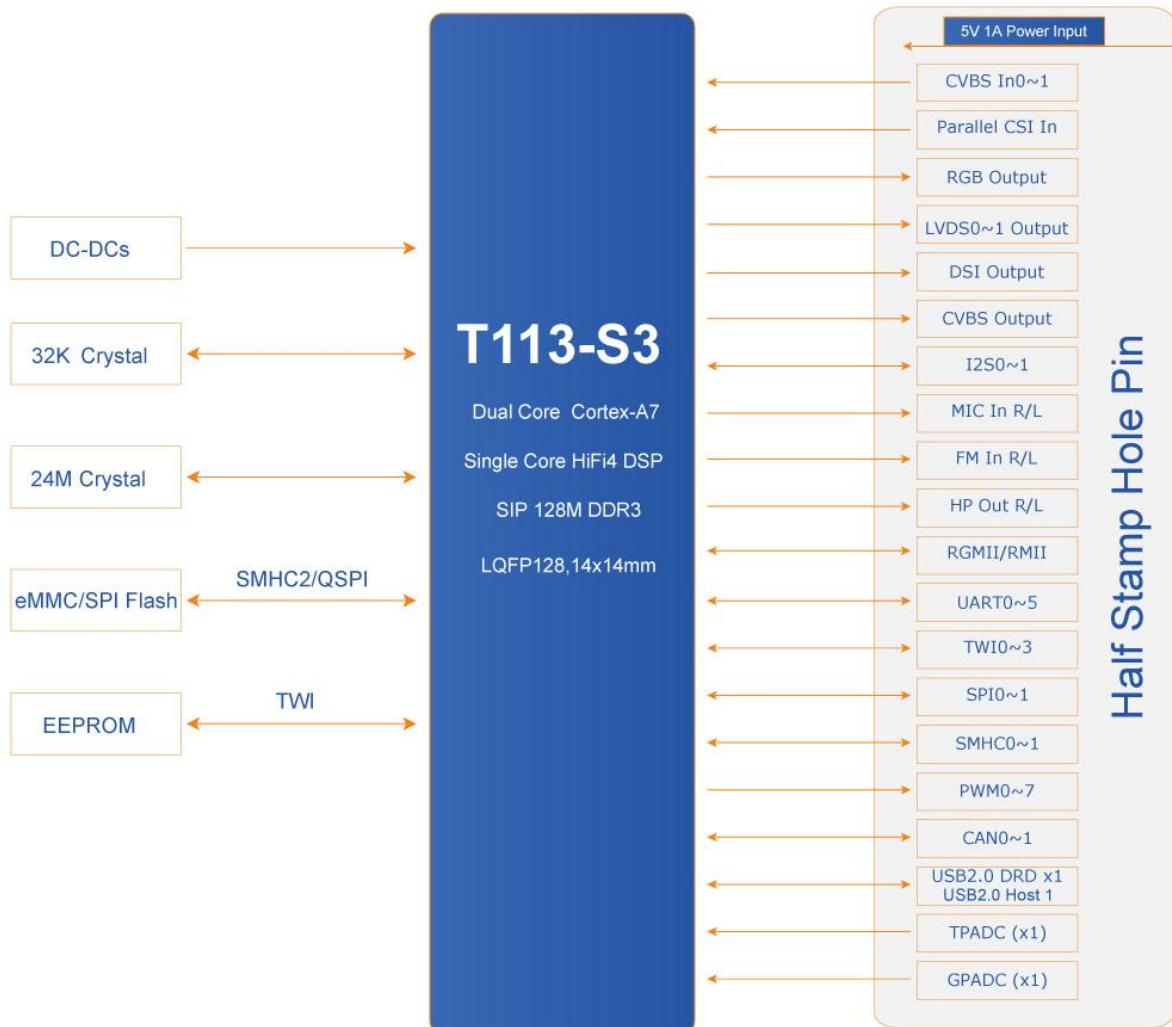 DC-DCs
32K Crystal
24M Crystal
eMMC/SPI Flash
SMHC2/QSPI
EEPROM
TWI
T113-S3
Dual Core Cortex-A7
Single Core HiFi4 DSP
SIP 128M DDR3
LQFP128,14x14mm
5V 1A Power Input
CVBS In0~1
Parallel CSI In
RGB Output
LVDS0~1 Output
DSI Output
CVBS Output
I2S0~1
MIC In R/L
FM In R/L
HP Out R/L
RGMII/RMII
UART0~5
TWI0~3
SPI0~1
SMHC0~1
PWM0~7
CAN0~1
USB2.0 DRD x1
USB2.0 Host 1
TPADC (x1)
GPADC (x1)
Half Stamp Hole Pin